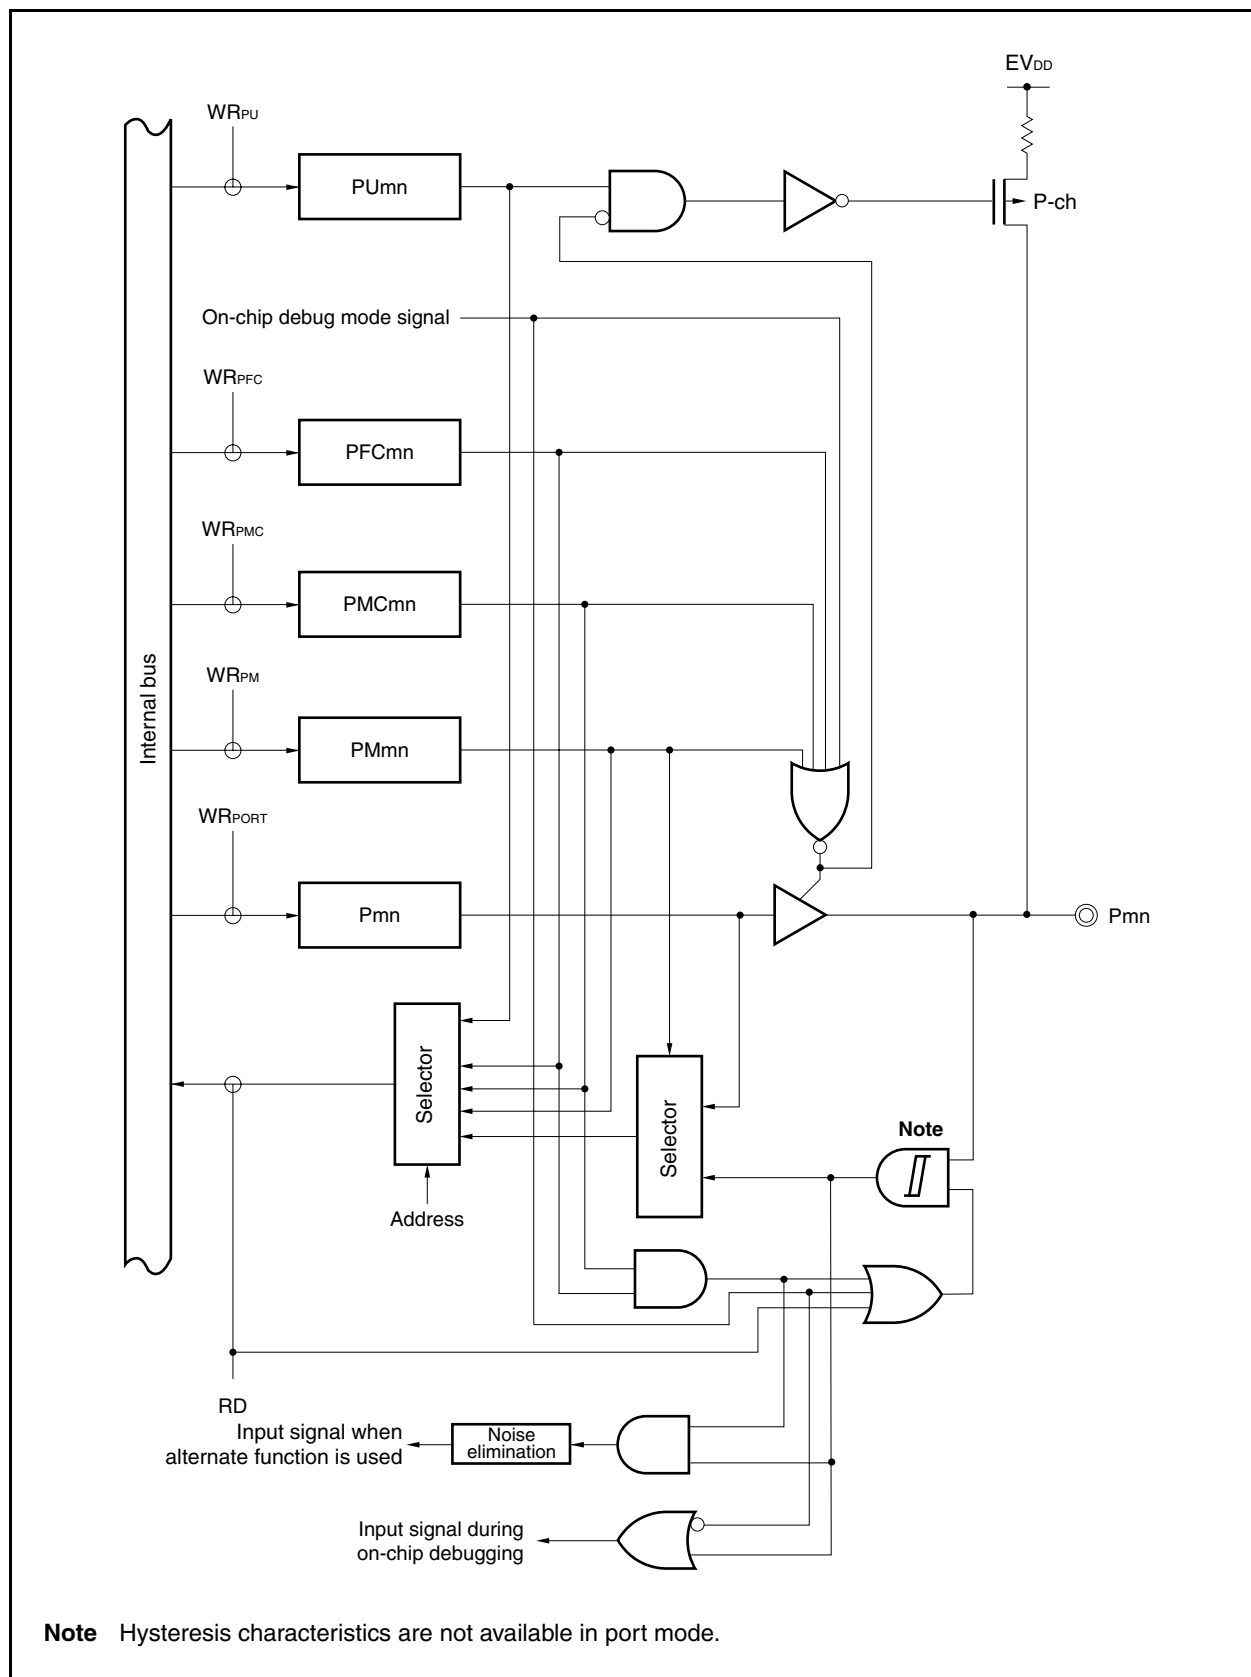 EVDD
WRPU
PUmn
P-ch
On-chip debug mode signal
WRPFC
PFCmn
WRPMC
PMCmn
Internal bus
WRPM
PMmn
WRPORT
Pmn
Pmn
Selector
Selector
Note
Address
RD
Input signal when
alternate function is used
Noise
elimination
Input signal during
on-chip debugging
Note Hysteresis characteristics are not available in port mode.